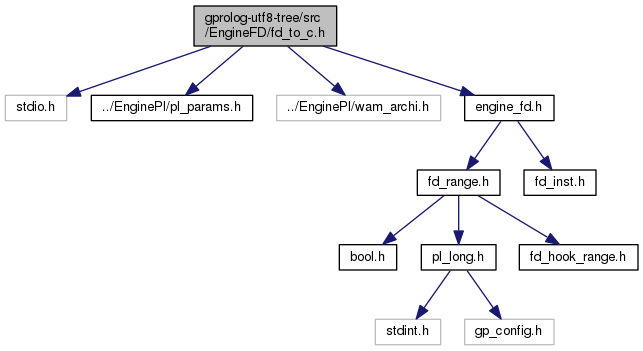 gprolog-utf8-tree/src
/EngineFD/fd_to_c.h
stdio.h
../EnginePl/pl_params.h
../EnginePl/wam_archi.h
engine_fd.h
fd_range.h
fd_inst.h
bool.h
pl_long.h
fd_hook_range.h
stdint.h
gp_config.h